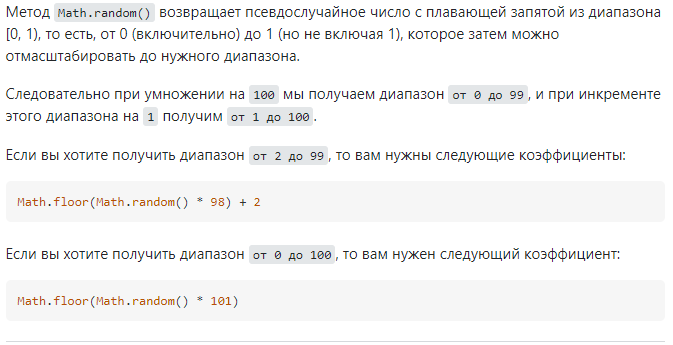 Метод Math.random() возвращает псевдослучайное число с плавающей запятой из диапазона
[0, 1), то есть, от 0 (включительно) до 1 (но не включая 1), которое затем можно
отмасштабировать до нужного диапазона.
Следовательно при умножении на 100 мы получаем диапазон от 0 до 99, и при инкременте
этого диапазона на 1 получим от 1 до 100.
Если вы хотите получить диапазон от 2 до 99, то вам нужны следующие коэффициенты:
Math.floor(Math.random() * 98) + 2
Если вы хотите получить диапазон от 0 до 100, то вам нужен следующий коэффициент:
Math.floor(Math.random() * 101)